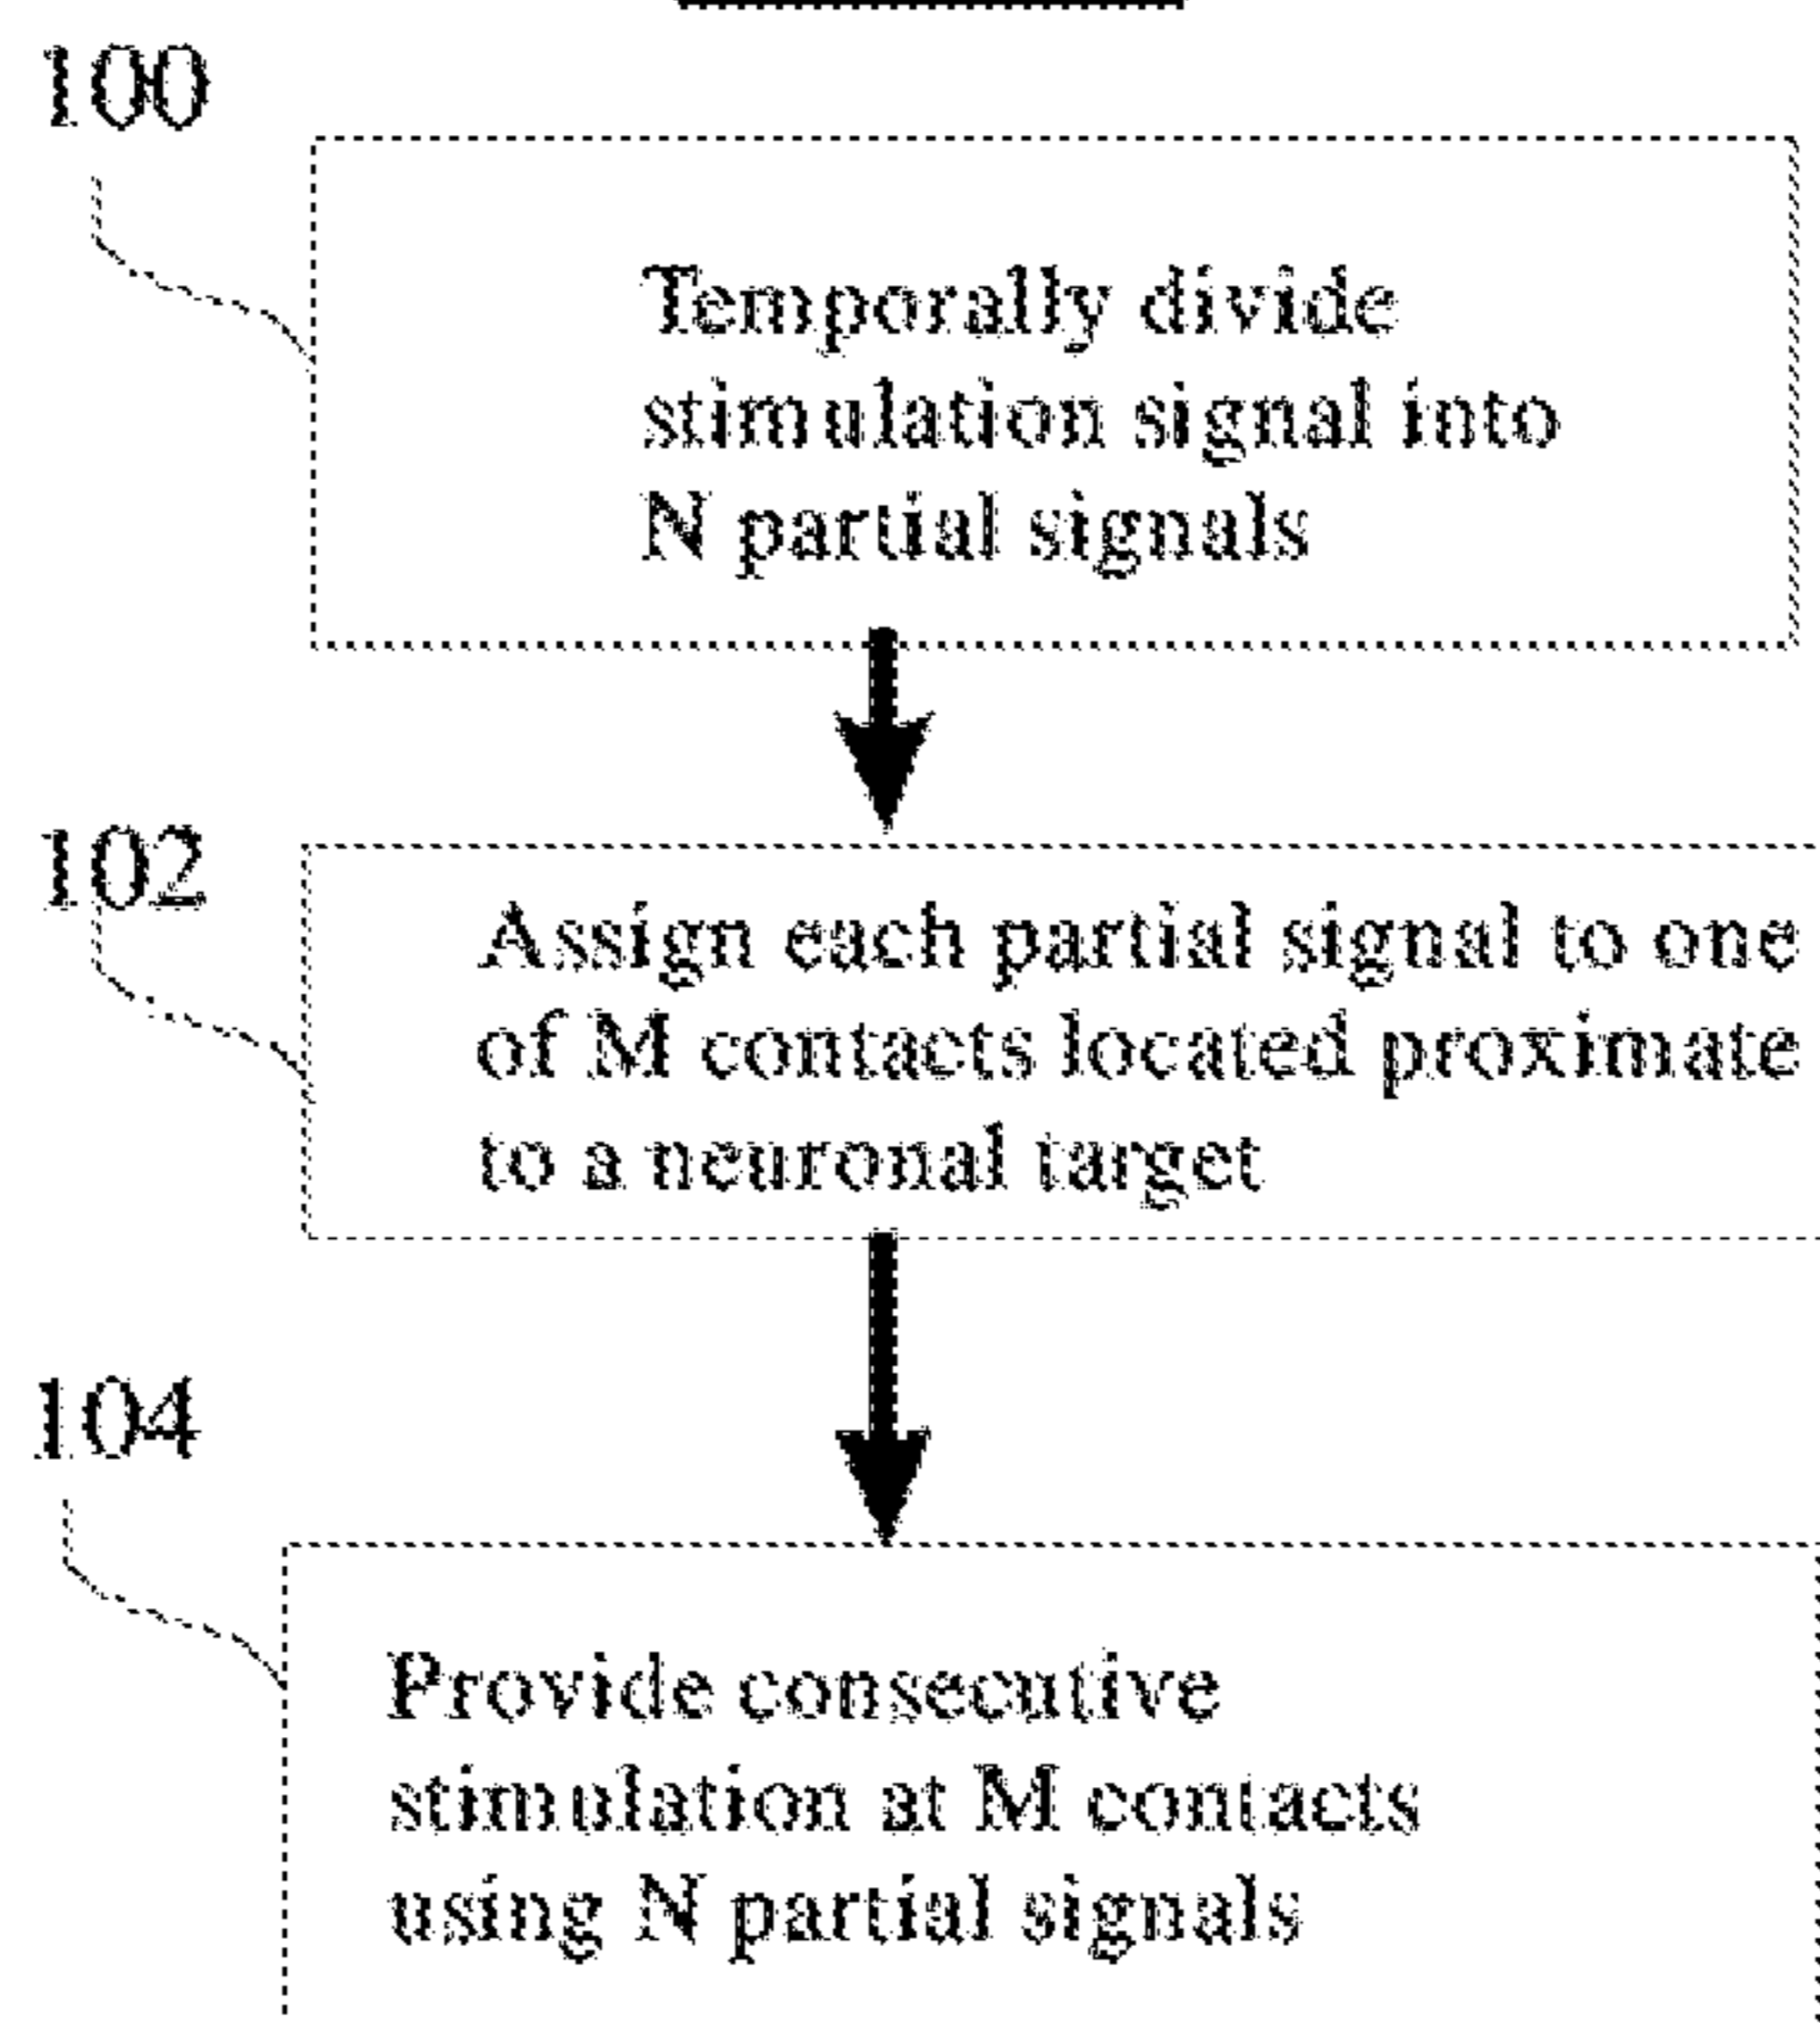 100
Temporally divide
stimulation signal into
N partial signals
102
Assign each partial signal to one
of M contacts located proximate
to a neuronal target
104
Provide consecutive
stimulation at M contacts
using N partial signals